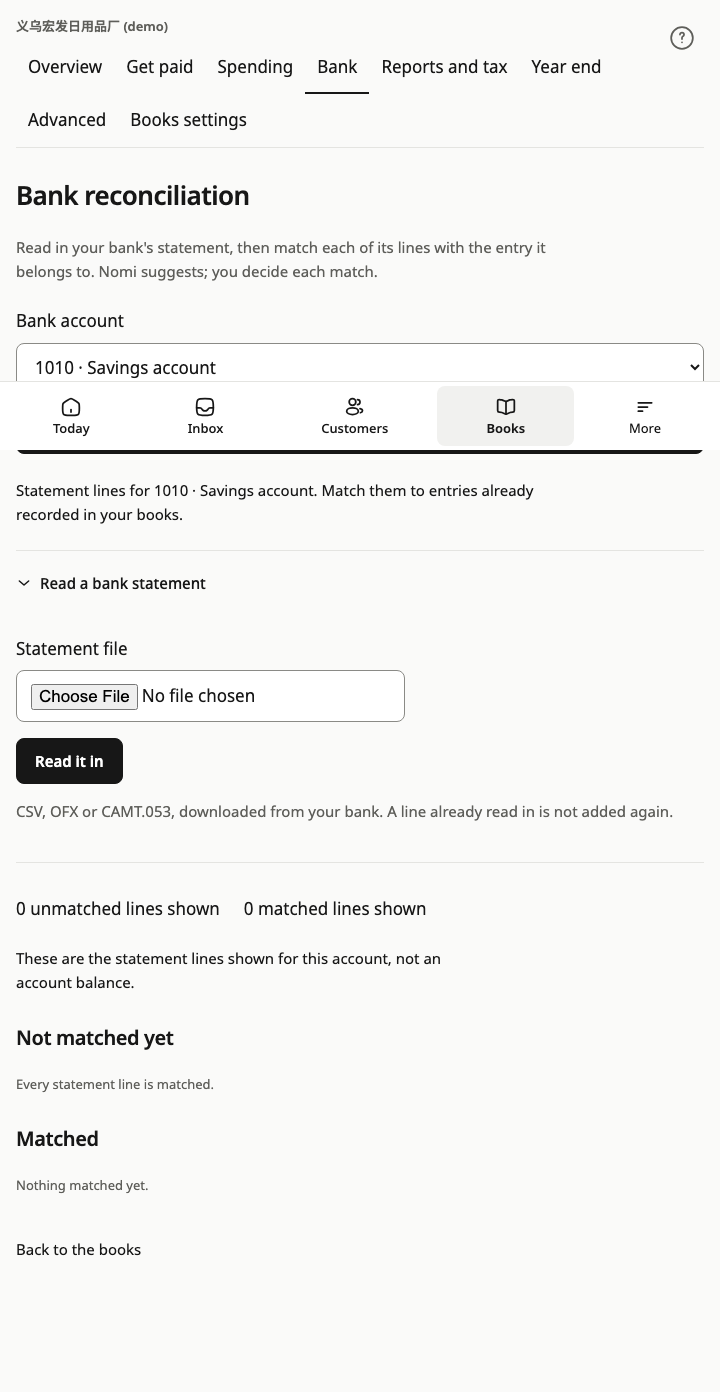 义乌宏发日用品厂 (demo)
Overview
Get paid
Spending
Bank
Reports and tax
Year end
Advanced
Books settings
Bank reconciliation
Read in your bank's statement, then match each of its lines with the entry it
belongs to. Nomi suggests; you decide each match.
Bank account
1010 · Savings account
Today
Inbox
Customers
Books
More
Statement lines for 1010 · Savings account. Match them to entries already
recorded in your books.
Read a bank statement
Statement file
Choose File No file chosen
Read it in
CSV, OFX or CAMT.053, downloaded from your bank. A line already read in is not added again.
0 unmatched lines shown
0 matched lines shown
These are the statement lines shown for this account, not an
account balance.
Not matched yet
Every statement line is matched.
Matched
Nothing matched yet.
Back to the books